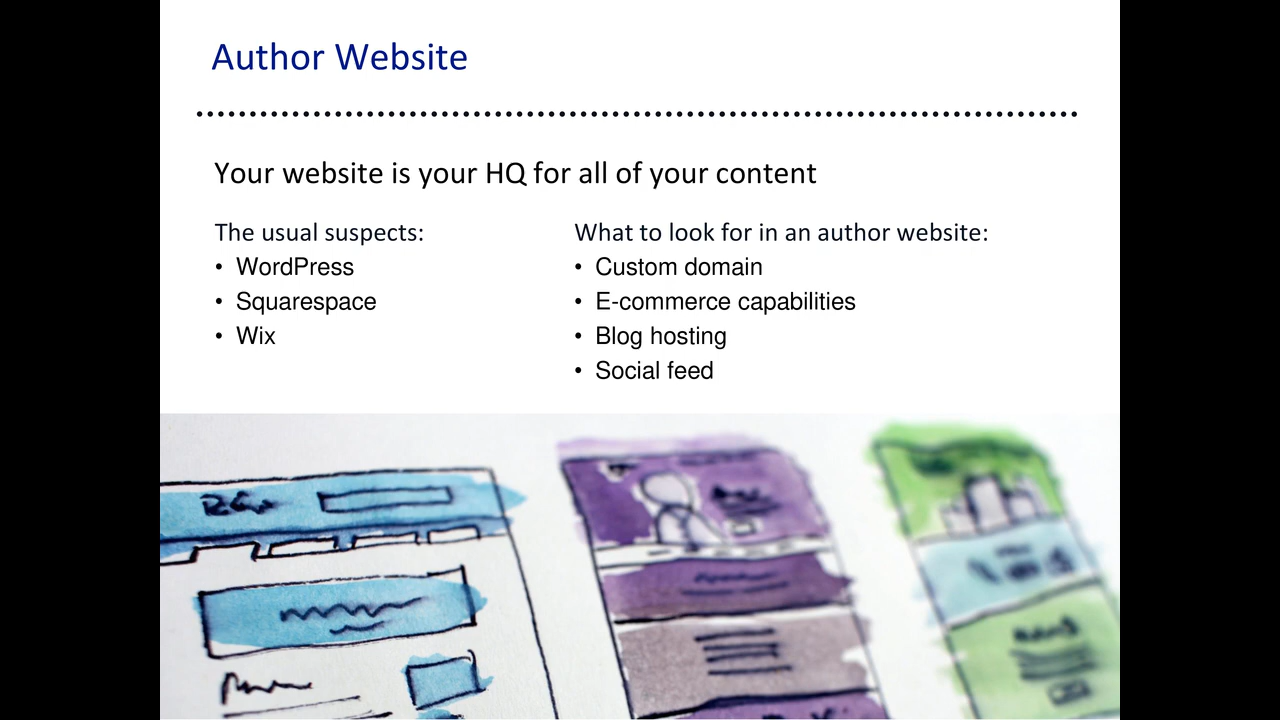 Author Website
Your website is your HQ for all of your content
The usual suspects:
• WordPress
• Squarespace
• Wix
What to look for in an author website:
• Custom domain
• E-commerce capabilities
• Blog hosting
• Social feed